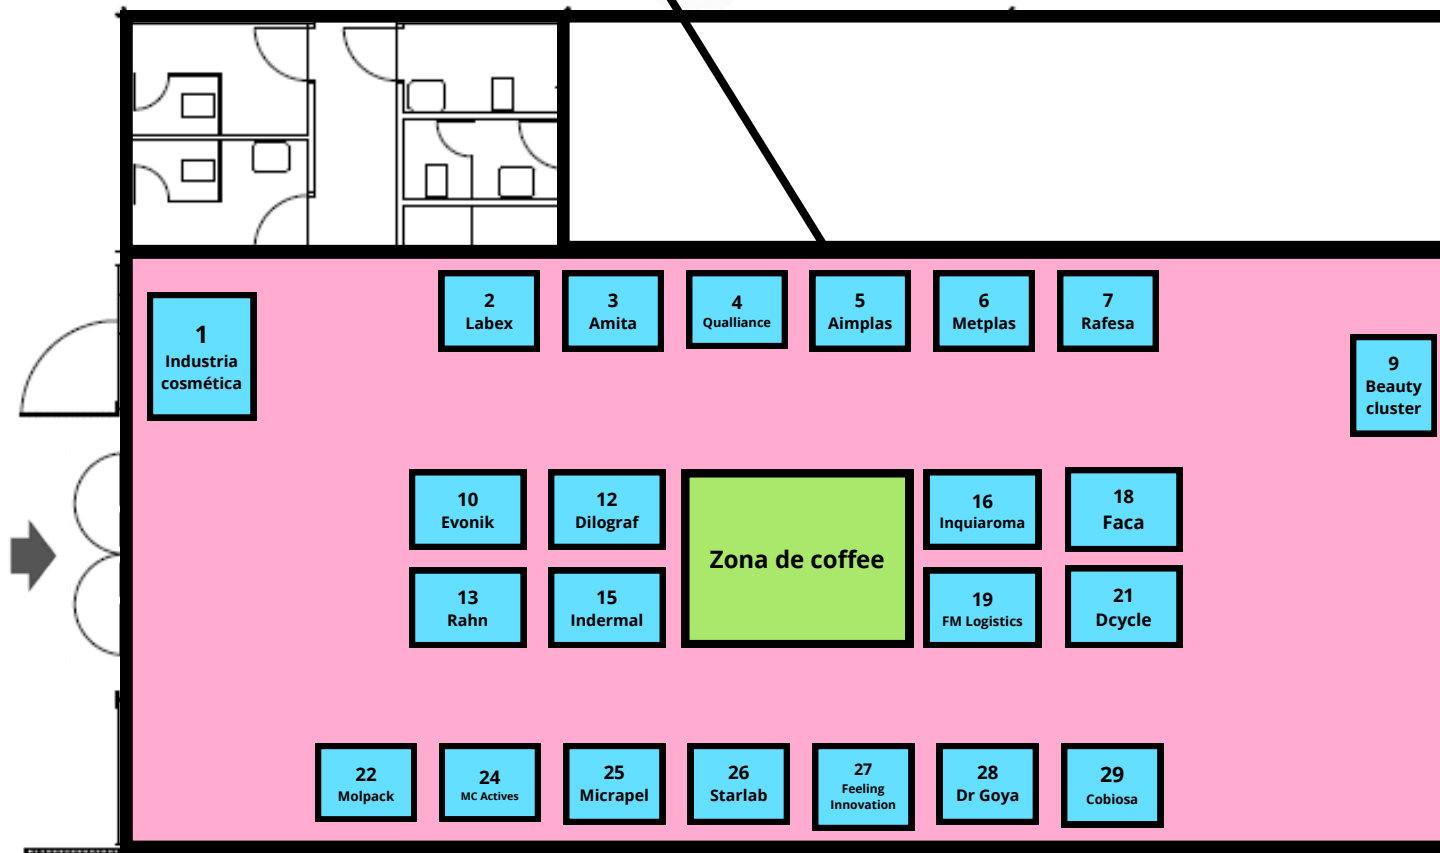 1
Industria
cosmética
2
Labex
3
Amita
4
Qualliance
5
Aimplas
6
Metplas
7
Rafesa
9
Beauty
cluster
10
Evonik
12
Dilograf
Zona de coffee
16
Inquiaroma
18
Faca
13
Rahn
15
Indermal
19
FM Logistics
21
Dcycle
22
Molpack
24
MC Actives
25
Micrapel
26
Starlab
27
Feeling
Innovation
28
Dr Goya
29
Cobiosa